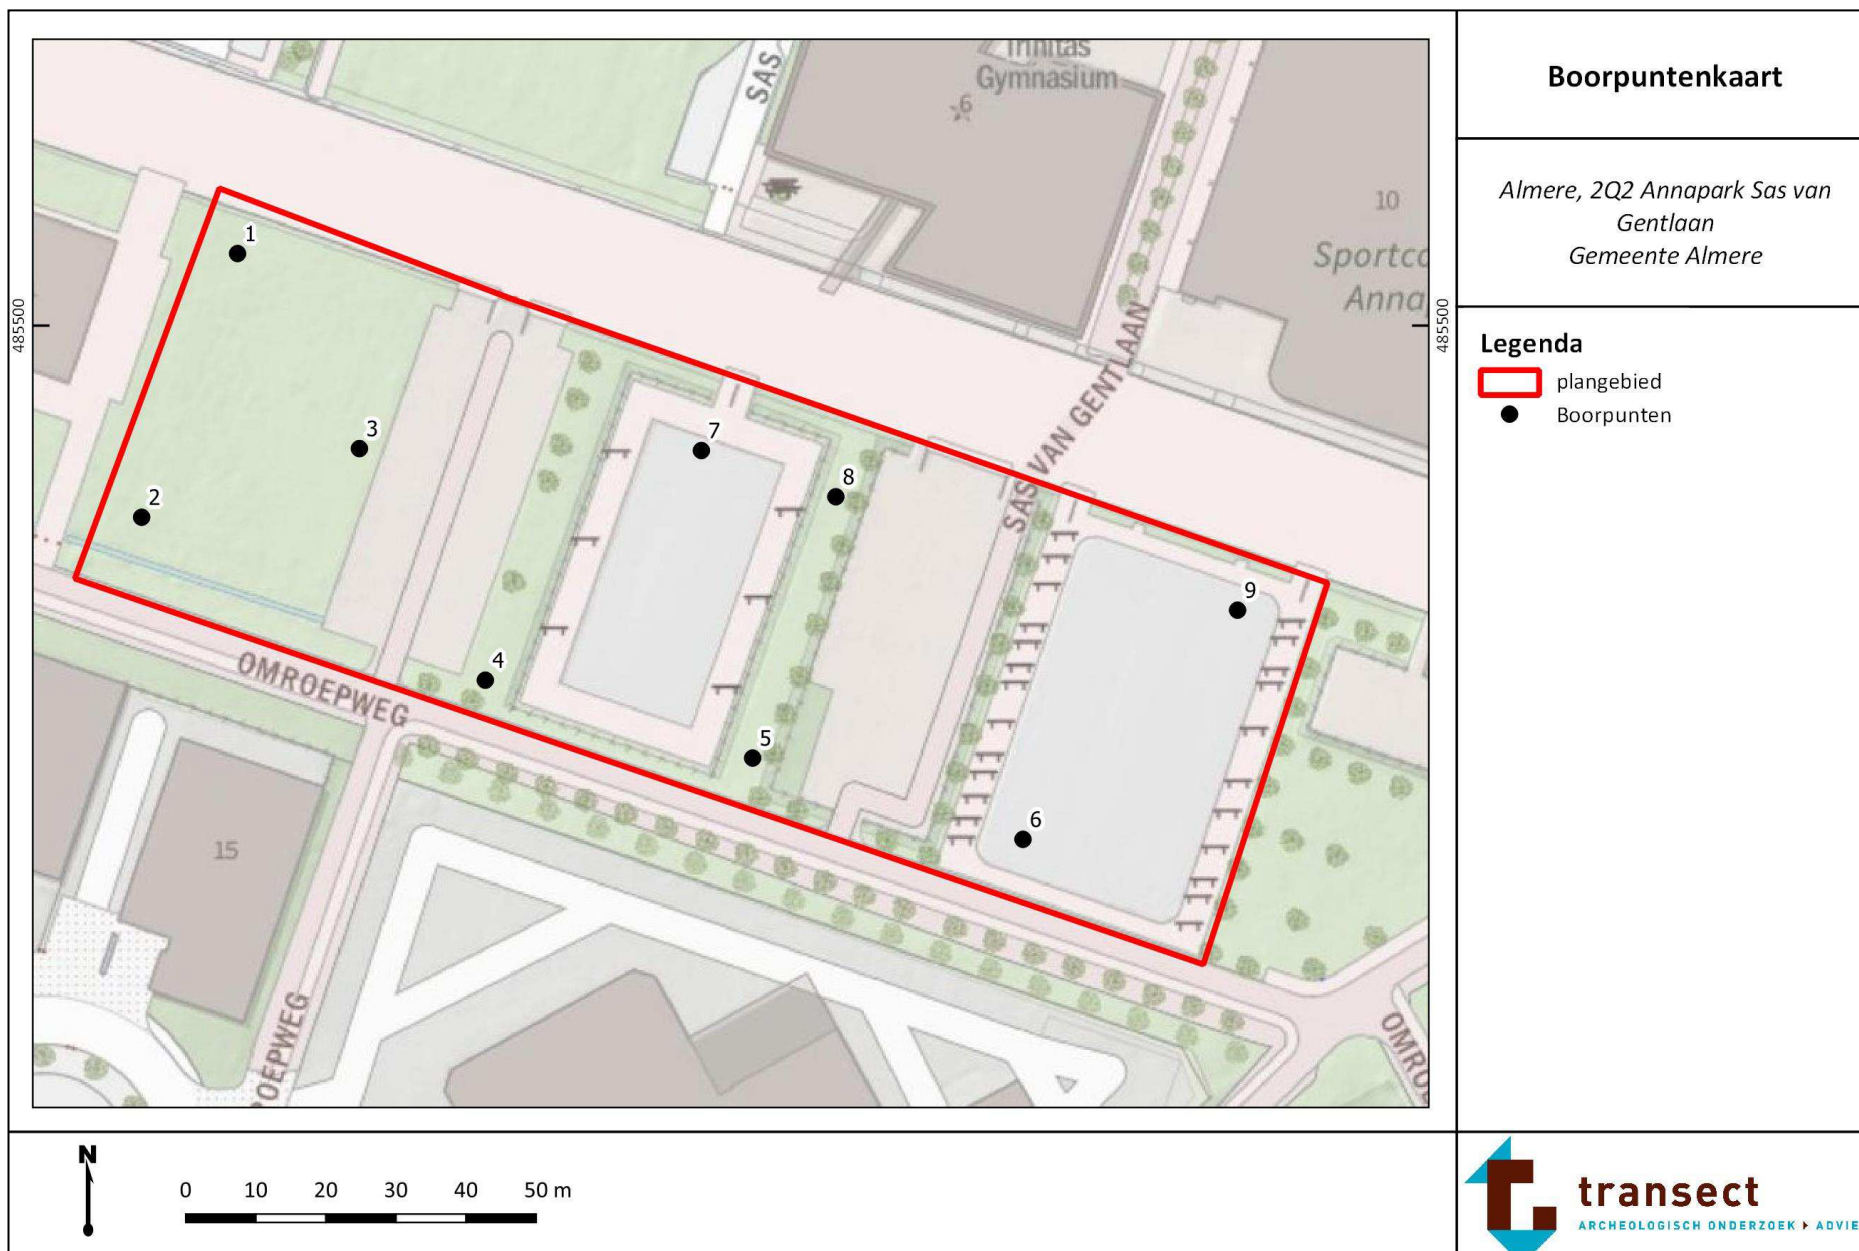 Boorpuntenkaart
Almere, 2Q2 Annapark Sas van
Gentlaan
Gemeente Almere
Legenda
plangebied
Boorpunten
Trinitas
Gymnasium
6
SAS
10
Sportco
Anna
485500
485500
SAS VAN GENTLAAN
1
2
3
4
5
6
7
8
9
OMROEPWEG
15
OEPWEG
OMRO
N
0 10 20 30 40 50 m
transect
ARCHEOLOGISCH ONDERZOEK ADVIE